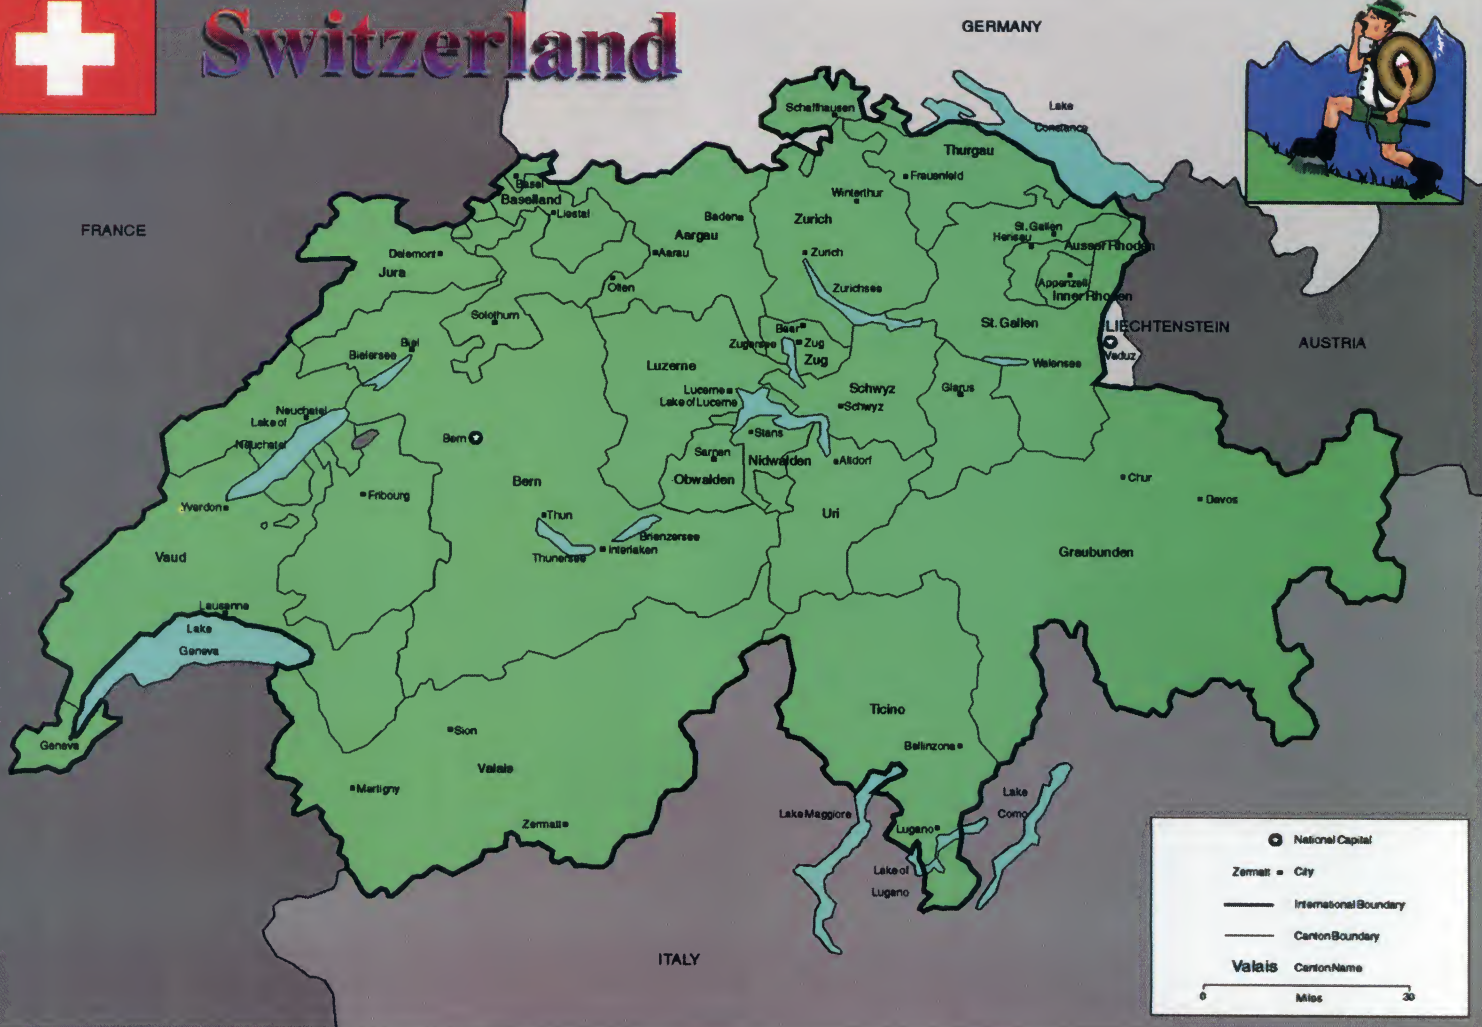 Switzerland
GERMANY
Lake
Constance
Schaffhausen
Thurgau
Frauenfeld
Basel
Baselland
Liestal
Winterthur
Zurich
Badens
Aargau
Aarau
Zurich
St. Gallen
Herisau
Ausser Rhoden
FRANCE
Delemont
Jura
Olten
Zurichsee
Appenzell
Inner Rhoden
Solothurn
St. Gallen
LIECHTENSTEIN
Vaduz
AUSTRIA
Biel
Bielersee
Baar
Zugersee
Zug
Zug
Walensee
Luzerne
Schwyz
Glarus
Lucerne
Lake of Lucerne
Schwyz
Neuchatel
Lake of
Neuchatel
Bern
Stans
Sarnen
Nidwalden
Altdorf
Obwalden
Bern
Chur
Davos
Fribourg
Yverdon
Thun
Uri
Brienzersee
Interlaken
Thunersee
Vaud
Graubunden
Lausanne
Lake
Geneva
Geneva
Ticino
Bellinzona
Sion
Valais
Martigny
Zermatt
Lake Maggiore
Lugano
Lake
Como
Lake of
Lugano
ITALY
National Capital
Zermatt City
International Boundary
Canton Boundary
Valais Canton Name
0 30
Miles